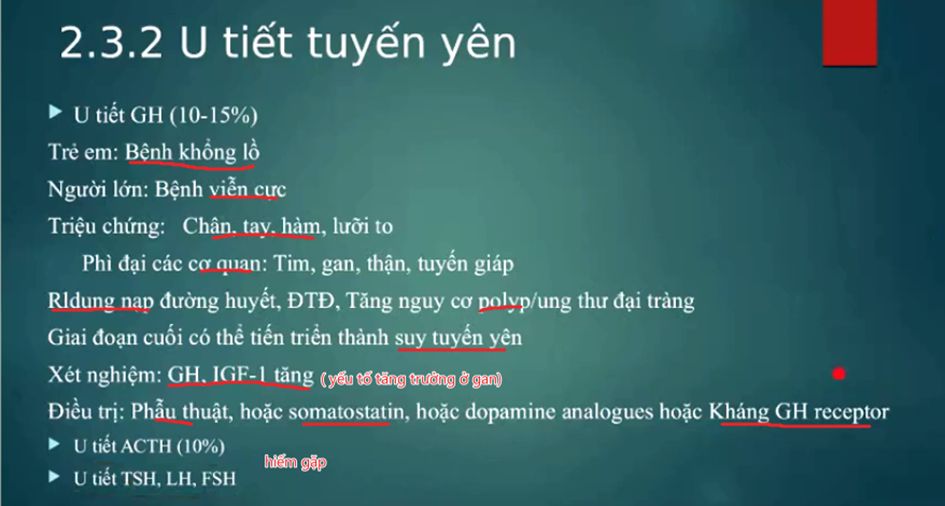 2.3.2 U tiết tuyến yên
U tiết GH (10-15%)
Trẻ em: Bệnh khổng lồ
Người lớn: Bệnh viễn cực
Triệu chứng: Chân, tay, hàm, lưỡi to
Phì đại các cơ quan: Tim, gan, thận, tuyến giáp
Rldung nạp đường huyết, ĐTĐ, Tăng nguy cơ polyp/ung thư đại tràng
Giai đoạn cuối có thể tiến triển thành suy tuyến yên
Xét nghiệm: GH, IGF-1 tăng (yếu tố tăng trưởng ở gan)
Điều trị: Phẫu thuật, hoặc somatostatin, hoặc dopamine analogues hoặc Kháng GH receptor
U tiết ACTH (10%)
hiếm gặp
U tiết TSH, LH, FSH